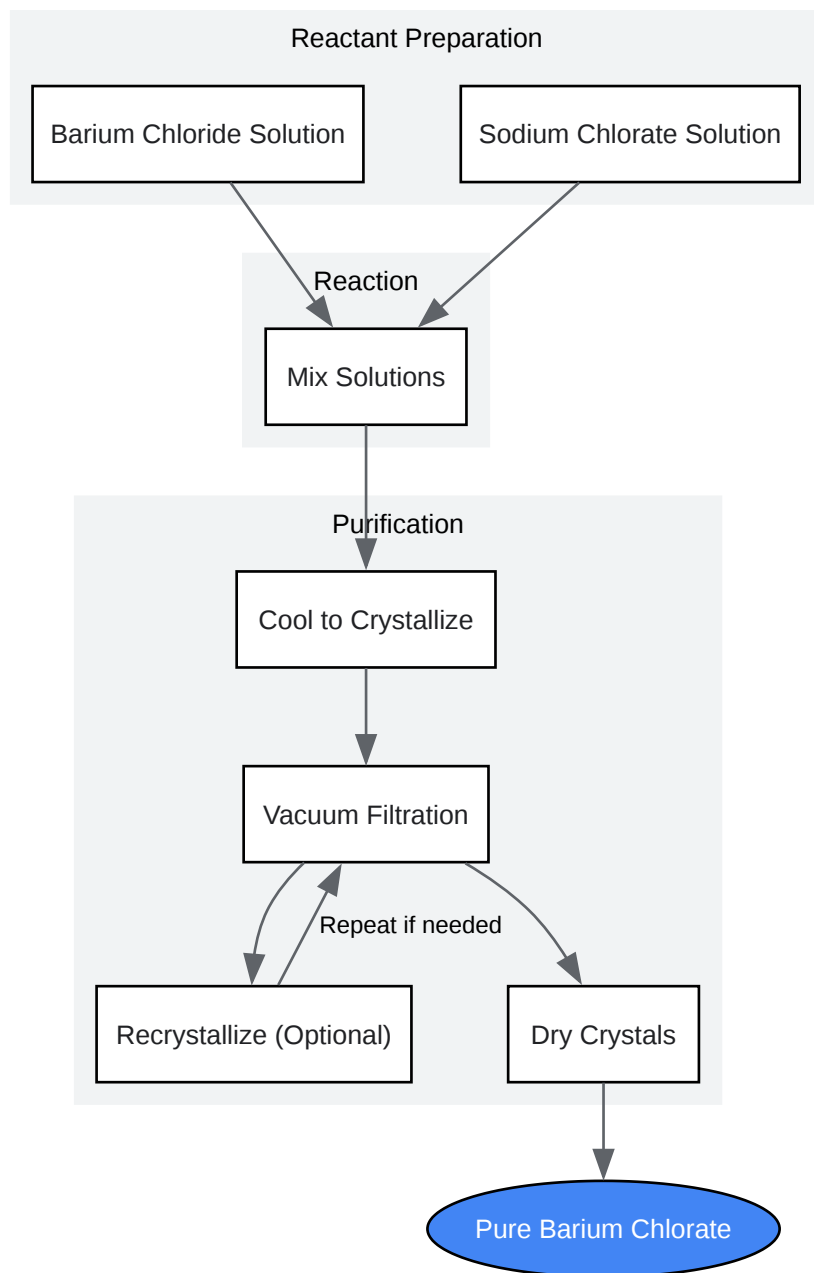 Reactant Preparation
Barium Chloride Solution
Sodium Chlorate Solution
Reaction
Mix Solutions
Purification
Cool to Crystallize
Vacuum Filtration
Repeat if needed
Recrystallize (Optional)
Dry Crystals
Pure Barium Chlorate